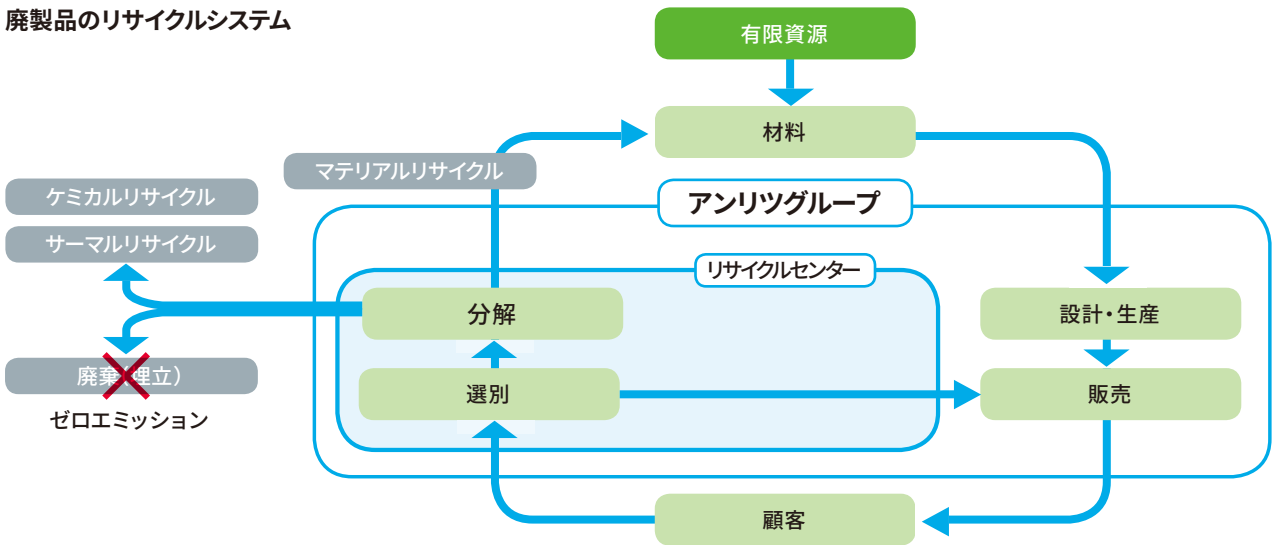 廃製品のリサイクルシステム
有限資源
材料
マテリアルリサイクル
ケミカルリサイクル
サーマルリサイクル
アンリツグループ
リサイクルセンター
分解
設計・生産
廃棄(埋立)
選別
販売
ゼロエミッション
顧客